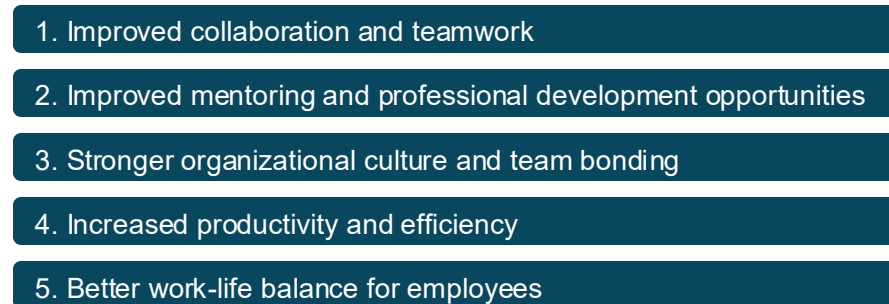 1. Improved collaboration and teamwork
2. Improved mentoring and professional development opportunities
3. Stronger organizational culture and team bonding
4. Increased productivity and efficiency
5. Better work-life balance for employees